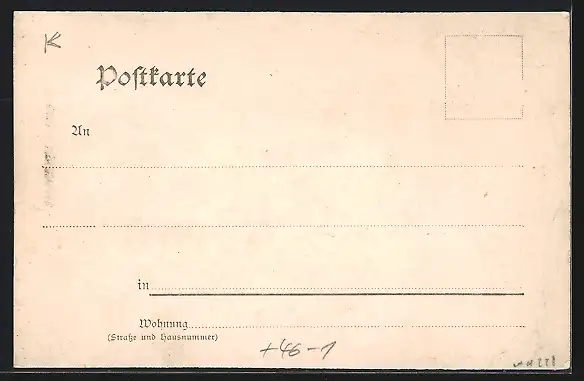 K
Postkarte
An
in
Wohnung
(Straße und Hausnummer)
+46-1